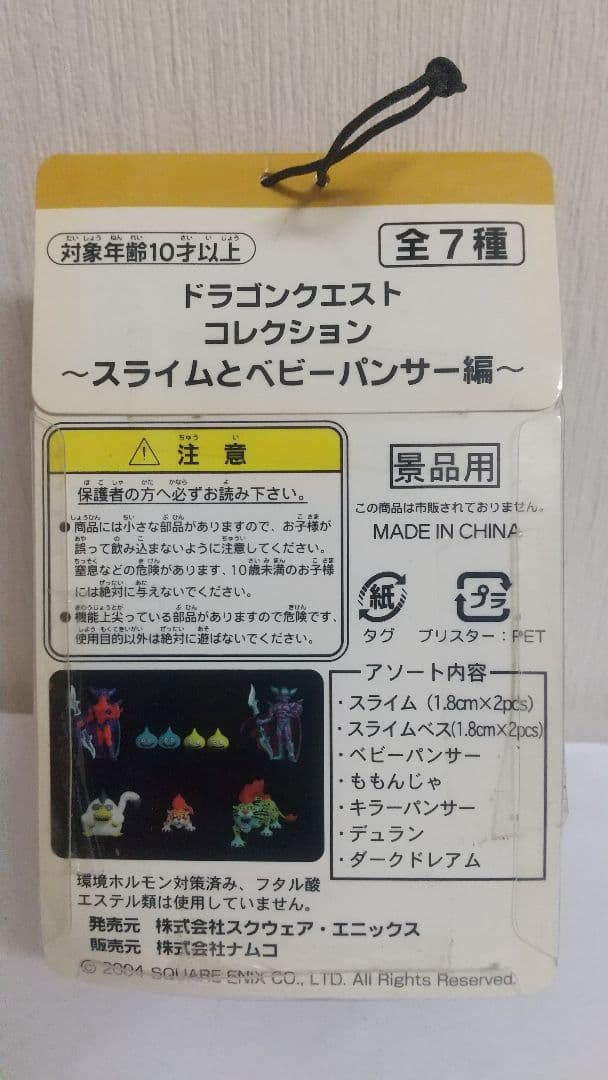 対象年齢10才以上
全7種
ドラゴンクエスト
コレクション
～スライムとベビーパンサー編～
注意
保護者の方へ必ずお読み下さい。
●商品には小さな部品がありますので、お子様が
誤って飲み込まないように注意してください。
窒息などの危険があります、10歳未満のお子様
には絶対に与えないでください。
●機能上尖っている部品がありますので危険です、
使用目的以外は絶対に遊ばないでください。
景品用
この商品は市販されておりません。
MADE IN CHINA
紙
タグ
プラ
ブリスター：PET
アソート内容
・スライム（1.8cm×2pcs）
・スライムベス(1.8cm×2pcs)
・ベビーパンサー
・ももんじゃ
・キラーパンサー
・デュラン
・ダークドレアム
環境ホルモン対策済み、フタル酸
エステル類は使用していません。
発売元 株式会社スクウェア・エニックス
販売元 株式会社ナムコ
© 2004 SQUARE ENIX CO., LTD. All Rights Reserved.